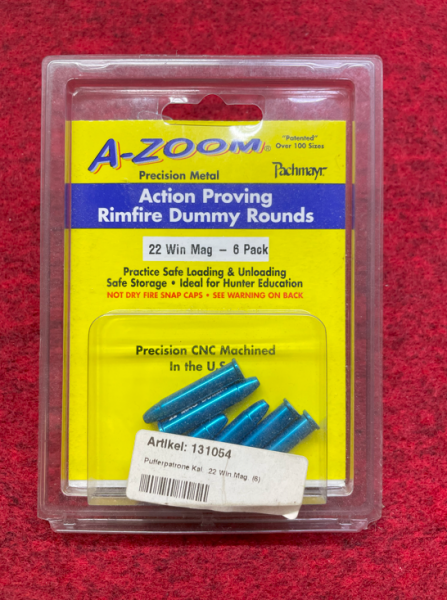 A-ZOOM®
"Patented"
Over 100 Sizes
Precision Metal
Pachmayr
Action Proving
Rimfire Dummy Rounds
22 Win Mag - 6 Pack
Practice Safe Loading & Unloading
Safe Storage • Ideal for Hunter Education
NOT DRY FIRE SNAP CAPS • SEE WARNING ON BACK
Precision CNC Machined
In the U.S
Artikel: 131054
Pufferpatrone Kal. .22 Win Mag. (6)